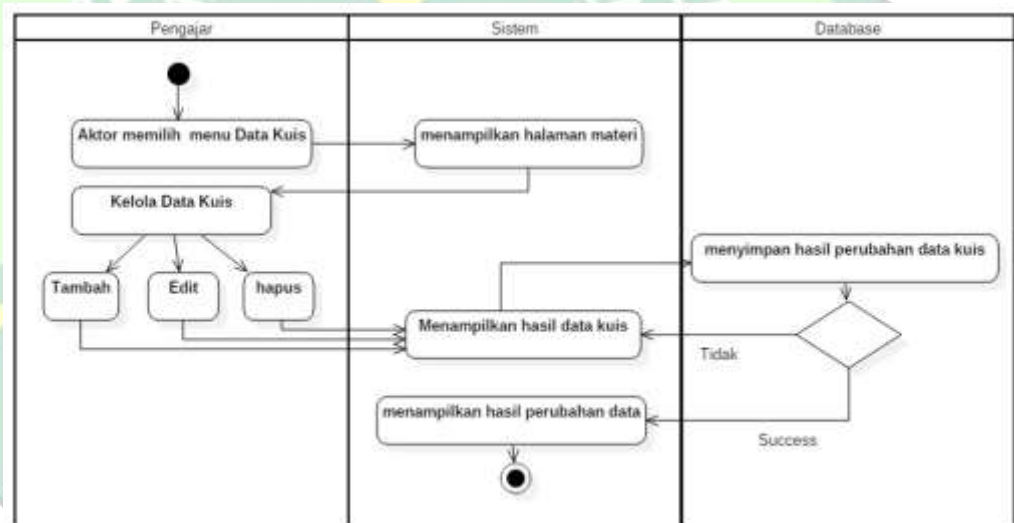 Pengajar
Sistem
Database
Aktor memilih menu Data Kuis
menampilkan halaman materi
Kelola Data Kuis
menyimpan hasil perubahan data kuis
Tambah
Edit
hapus
Menampilkan hasil data kuis
Tidak
menampilkan hasil perubahan data
Success